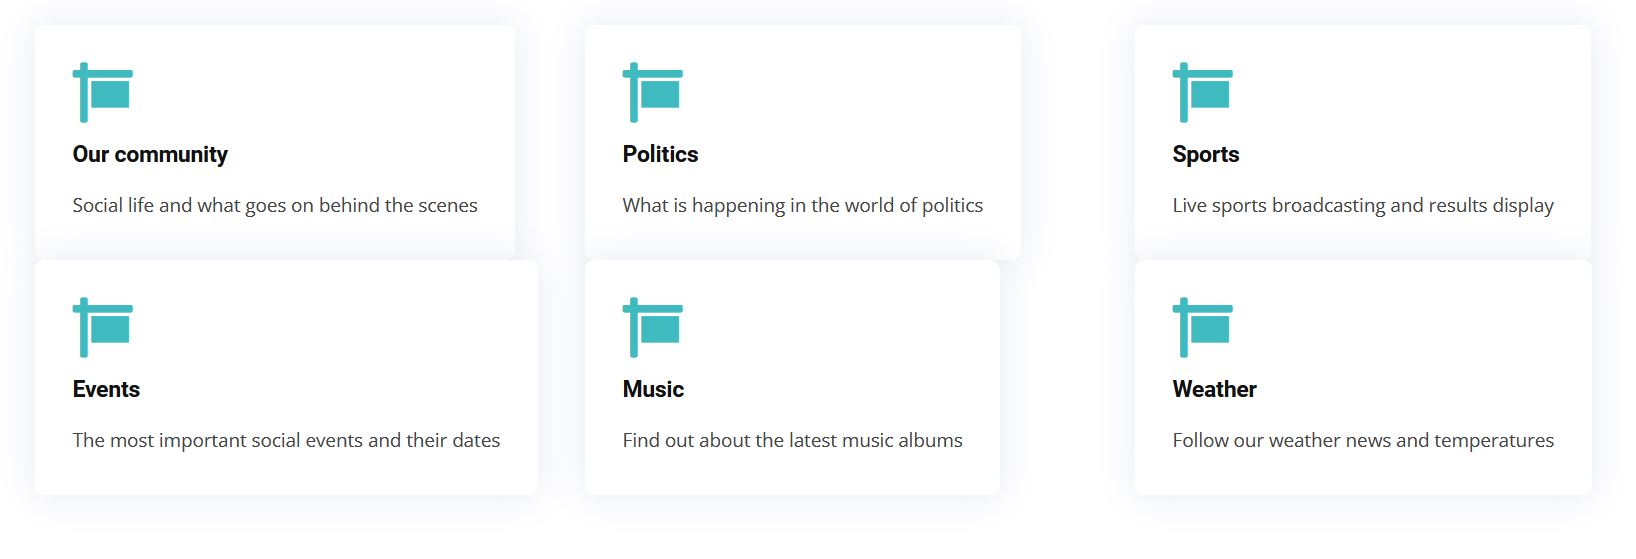 Our community
Social life and what goes on behind the scenes
Politics
What is happening in the world of politics
Sports
Live sports broadcasting and results display
Events
The most important social events and their dates
Music
Find out about the latest music albums
Weather
Follow our weather news and temperatures